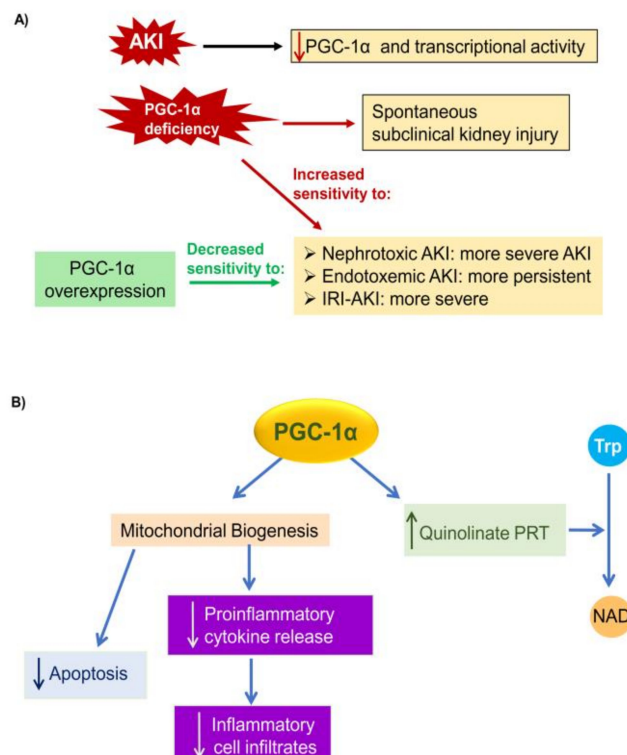 A)
AKI
↓PGC-1α and transcriptional activity
PGC-1α
deficiency
Spontaneous
subclinical kidney injury
Increased
sensitivity to:
PGC-1α
overexpression
Decreased
sensitivity to:
➢ Nephrotoxic AKI: more severe AKI
➢ Endotoxemic AKI: more persistent
➢ IRI-AKI: more severe
B)
PGC-1α
Trp
Mitochondrial Biogenesis
↑ Quinolinate PRT
NAD
↓ Proinflammatory
cytokine release
↓ Apoptosis
↓ Inflammatory
cell infiltrates